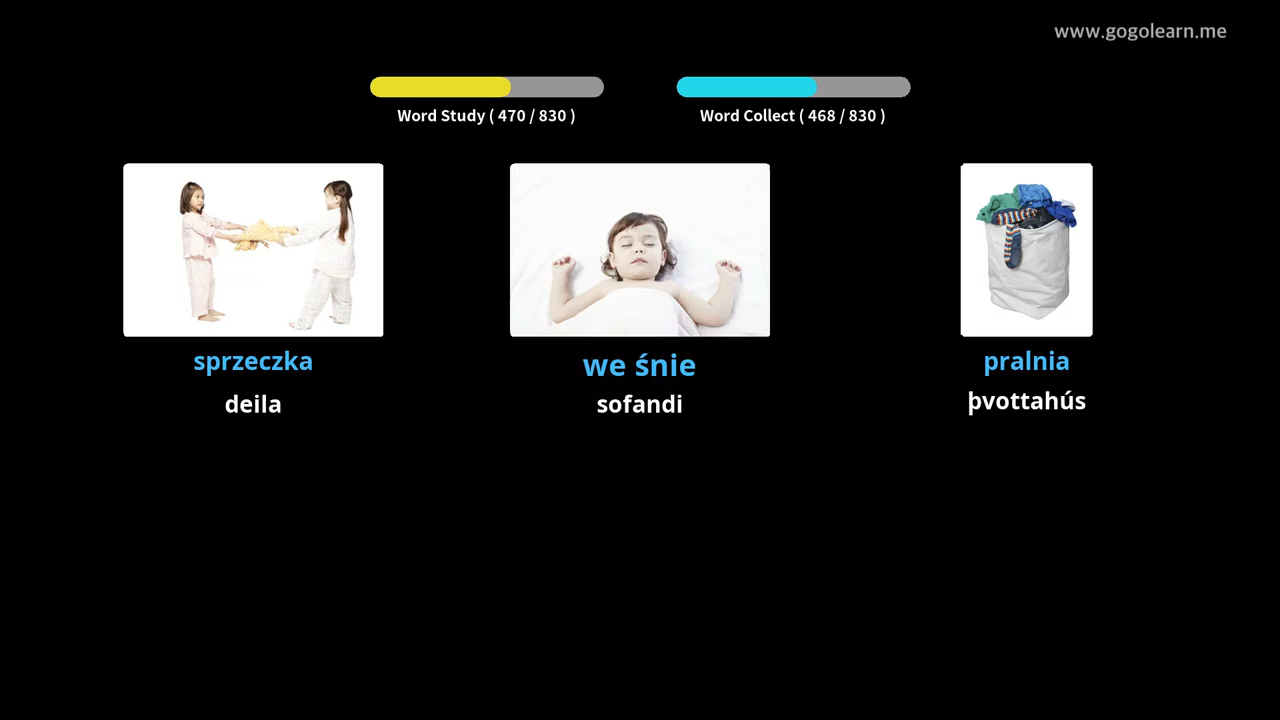 www.gogolearn.me
Word Study ( 470 / 830 )
Word Collect ( 468 / 830 )
sprzeczka
deila
we śnie
sofandi
pralnia
þvottahús